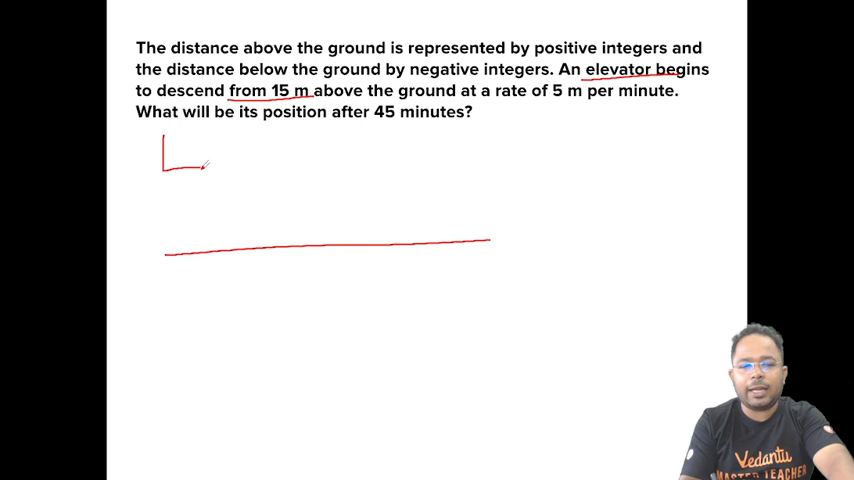 The distance above the ground is represented by positive integers and
the distance below the ground by negative integers. An elevator begins
to descend from 15 m above the ground at a rate of 5 m per minute.
What will be its position after 45 minutes?
Vedantu
MASTER TEACHER